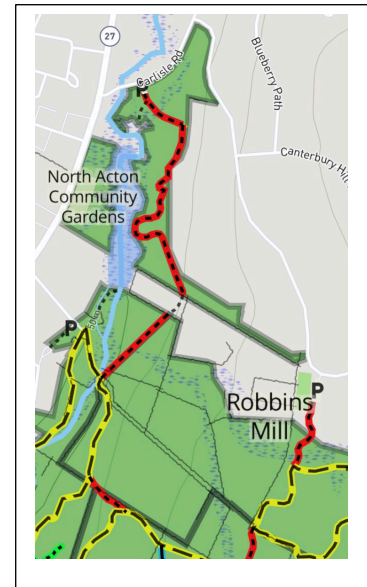 27
Carlisle Rd
P
Blueberry Path
North Acton
Community
Gardens
Canterbury Hill
P
P
Robbins
Mill